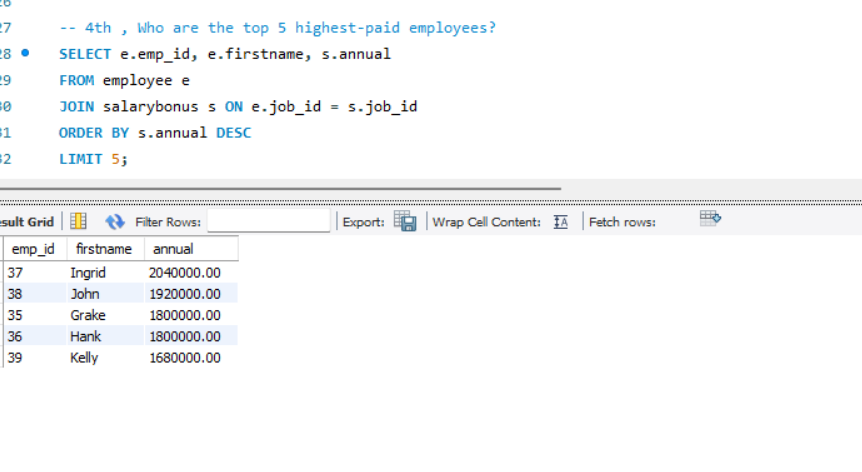 27 -- 4th , Who are the top 5 highest-paid employees?
28 SELECT e.emp_id, e.firstname, s.annual
29 FROM employee e
30 JOIN salarybonus s ON e.job_id = s.job_id
31 ORDER BY s.annual DESC
32 LIMIT 5;
sult Grid Filter Rows: Export: Wrap Cell Content: IA Fetch rows:
emp_id firstname annual
37 Ingrid 2040000.00
38 John 1920000.00
35 Grake 1800000.00
36 Hank 1800000.00
39 Kelly 1680000.00